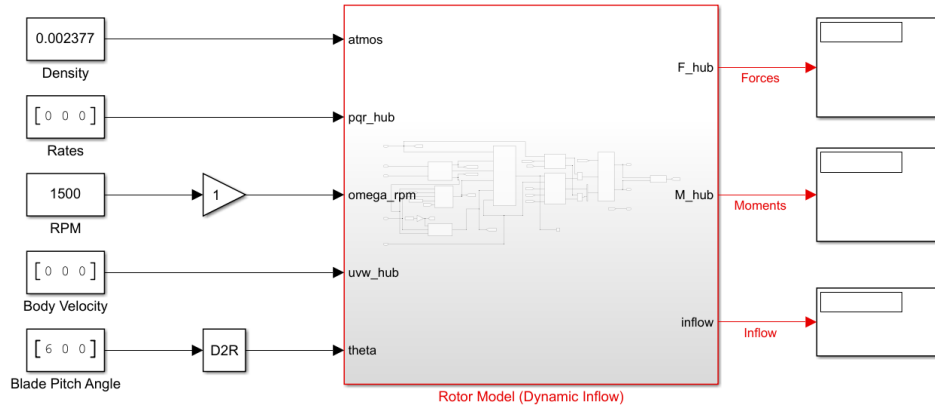 0.002377
Density
atmos
[0 0 0]
Rates
pqr_hub
1500
RPM
1
omega_rpm
[0 0 0]
Body Velocity
uvw_hub
[6 0 0]
Blade Pitch Angle
D2R
theta
F_hub
Forces
M_hub
Moments
inflow
Inflow
Rotor Model (Dynamic Inflow)